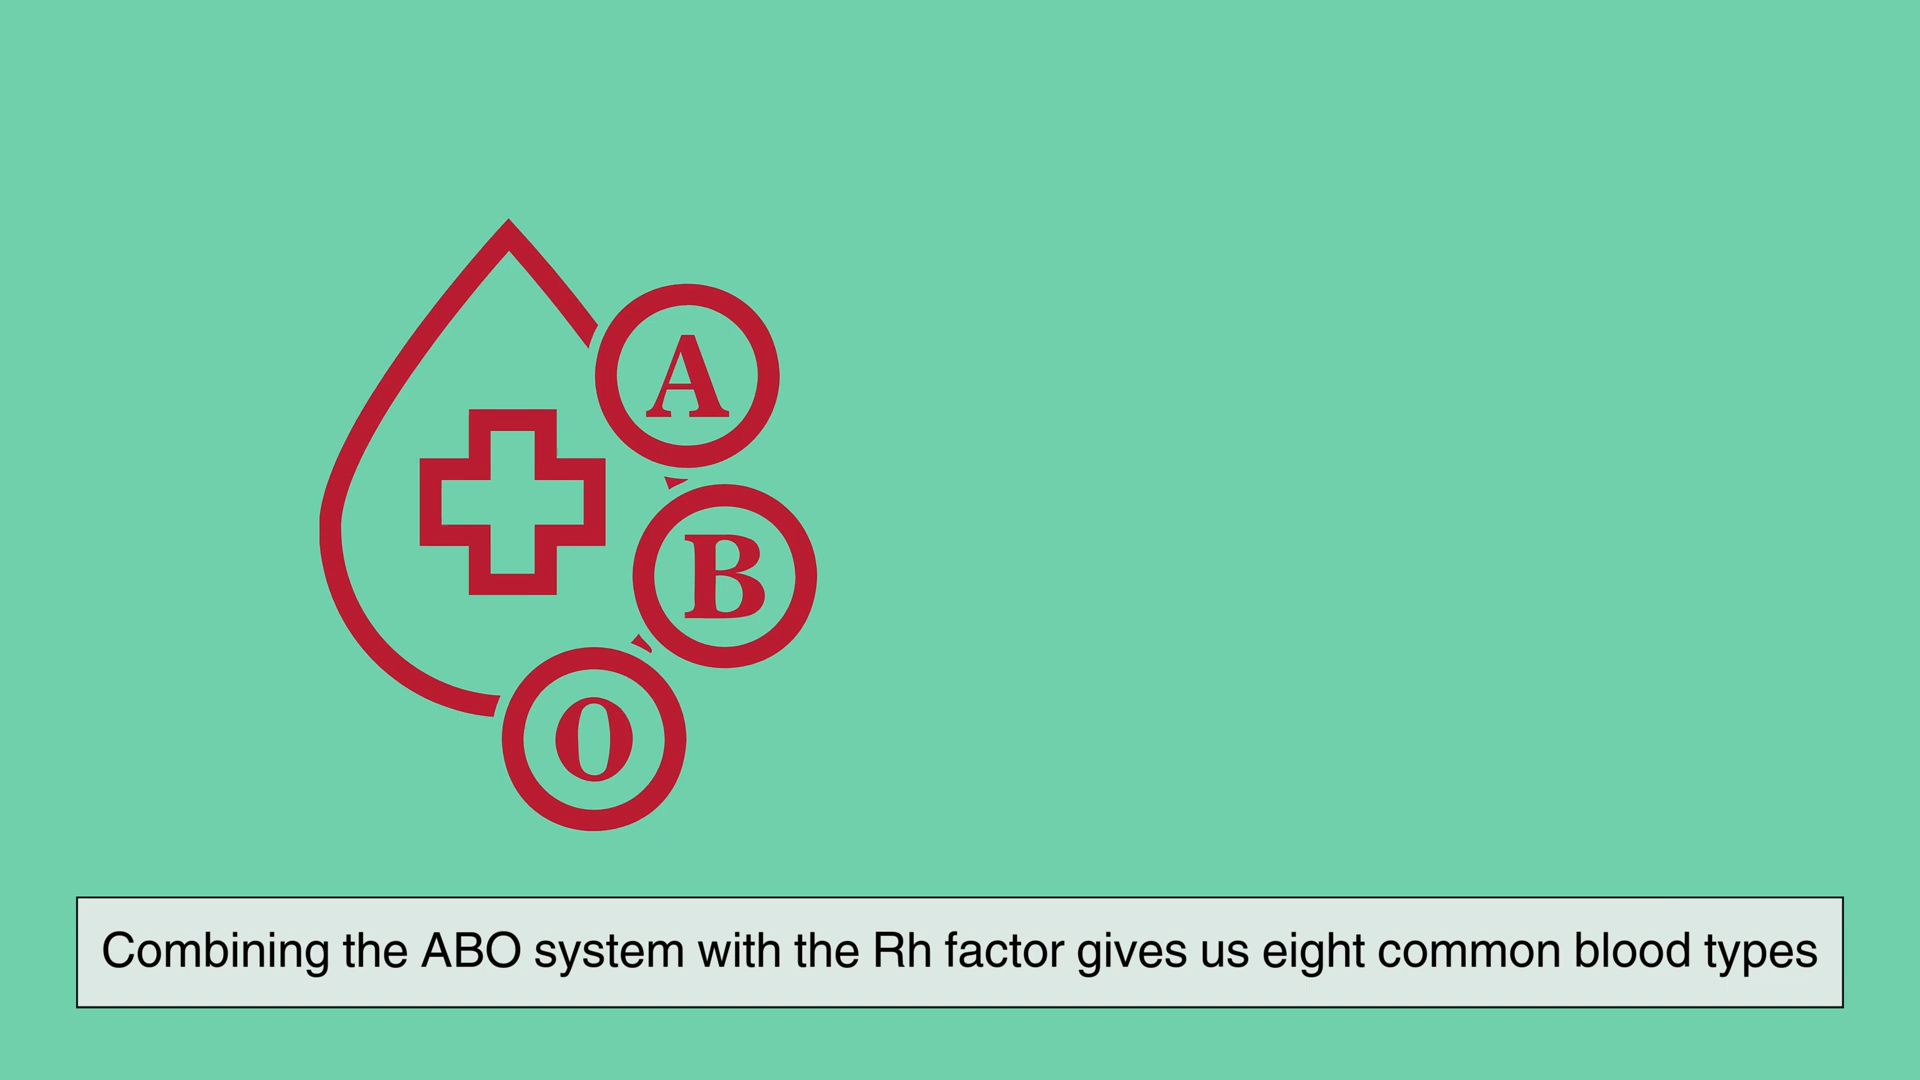 A
B
O
Combining the ABO system with the Rh factor gives us eight common blood types